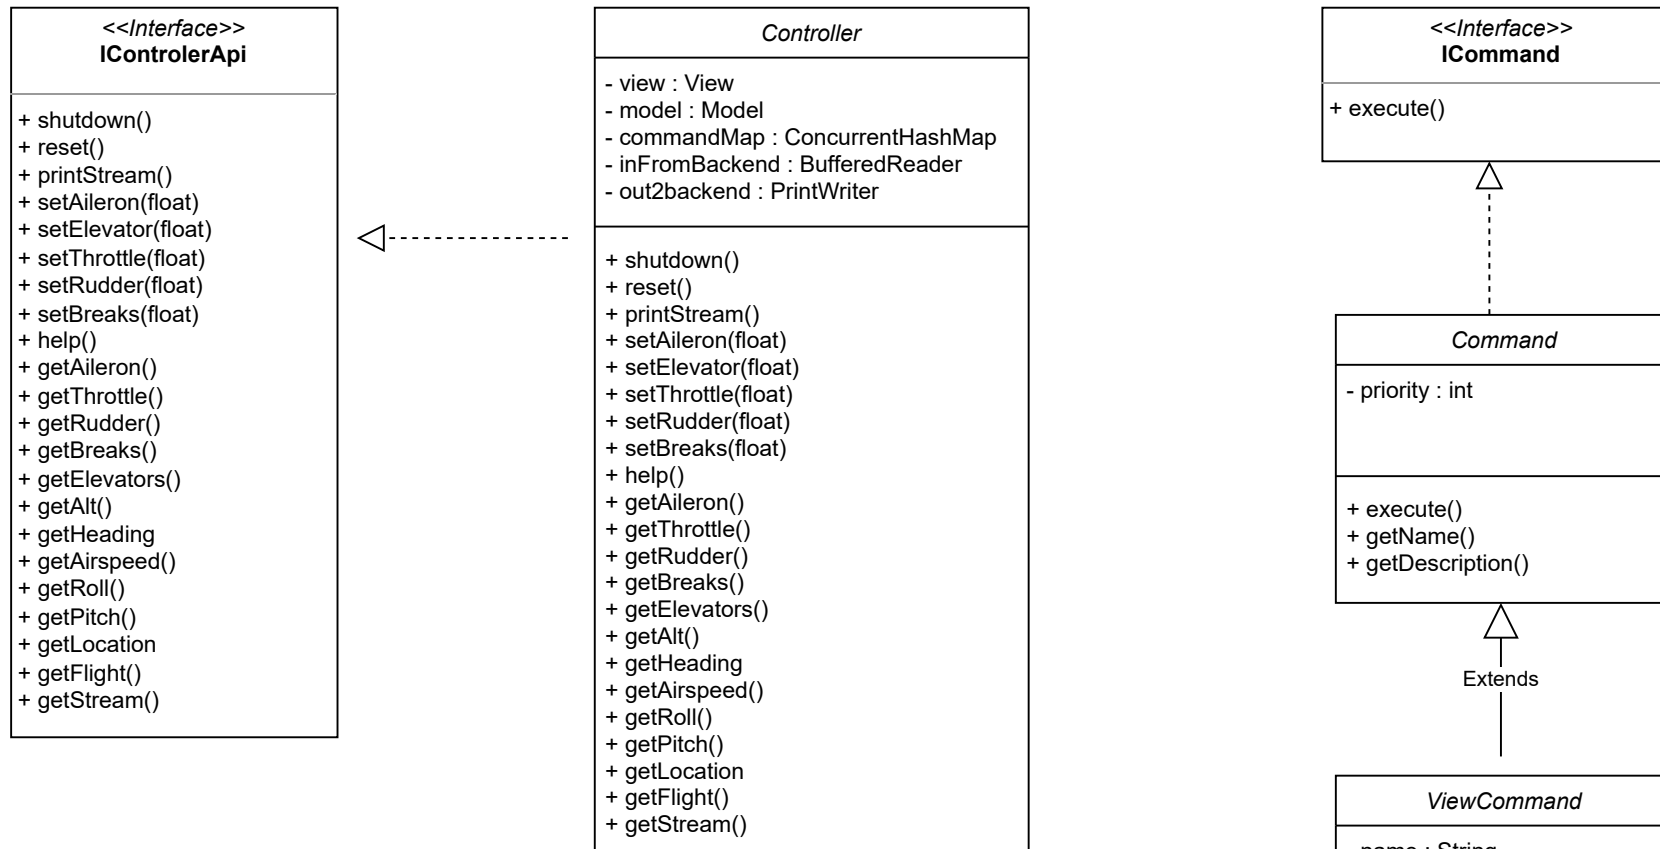 <<Interface>>
IControlerApi
+ shutdown()
+ reset()
+ printStream()
+ setAileron(float)
+ setElevator(float)
+ setThrottle(float)
+ setRudder(float)
+ setBreaks(float)
+ help()
+ getAileron()
+ getThrottle()
+ getRudder()
+ getBreaks()
+ getElevators()
+ getAlt()
+ getHeading
+ getAirspeed()
+ getRoll()
+ getPitch()
+ getLocation
+ getFlight()
+ getStream()
Controller
- view : View
- model : Model
- commandMap : ConcurrentHashMap
- inFromBackend : BufferedReader
- out2backend : PrintWriter
+ shutdown()
+ reset()
+ printStream()
+ setAileron(float)
+ setElevator(float)
+ setThrottle(float)
+ setRudder(float)
+ setBreaks(float)
+ help()
+ getAileron()
+ getThrottle()
+ getRudder()
+ getBreaks()
+ getElevators()
+ getAlt()
+ getHeading
+ getAirspeed()
+ getRoll()
+ getPitch()
+ getLocation
+ getFlight()
+ getStream()
<<Interface>>
ICommand
+ execute()
Command
- priority : int
+ execute()
+ getName()
+ getDescription()
Extends
ViewCommand
name : String